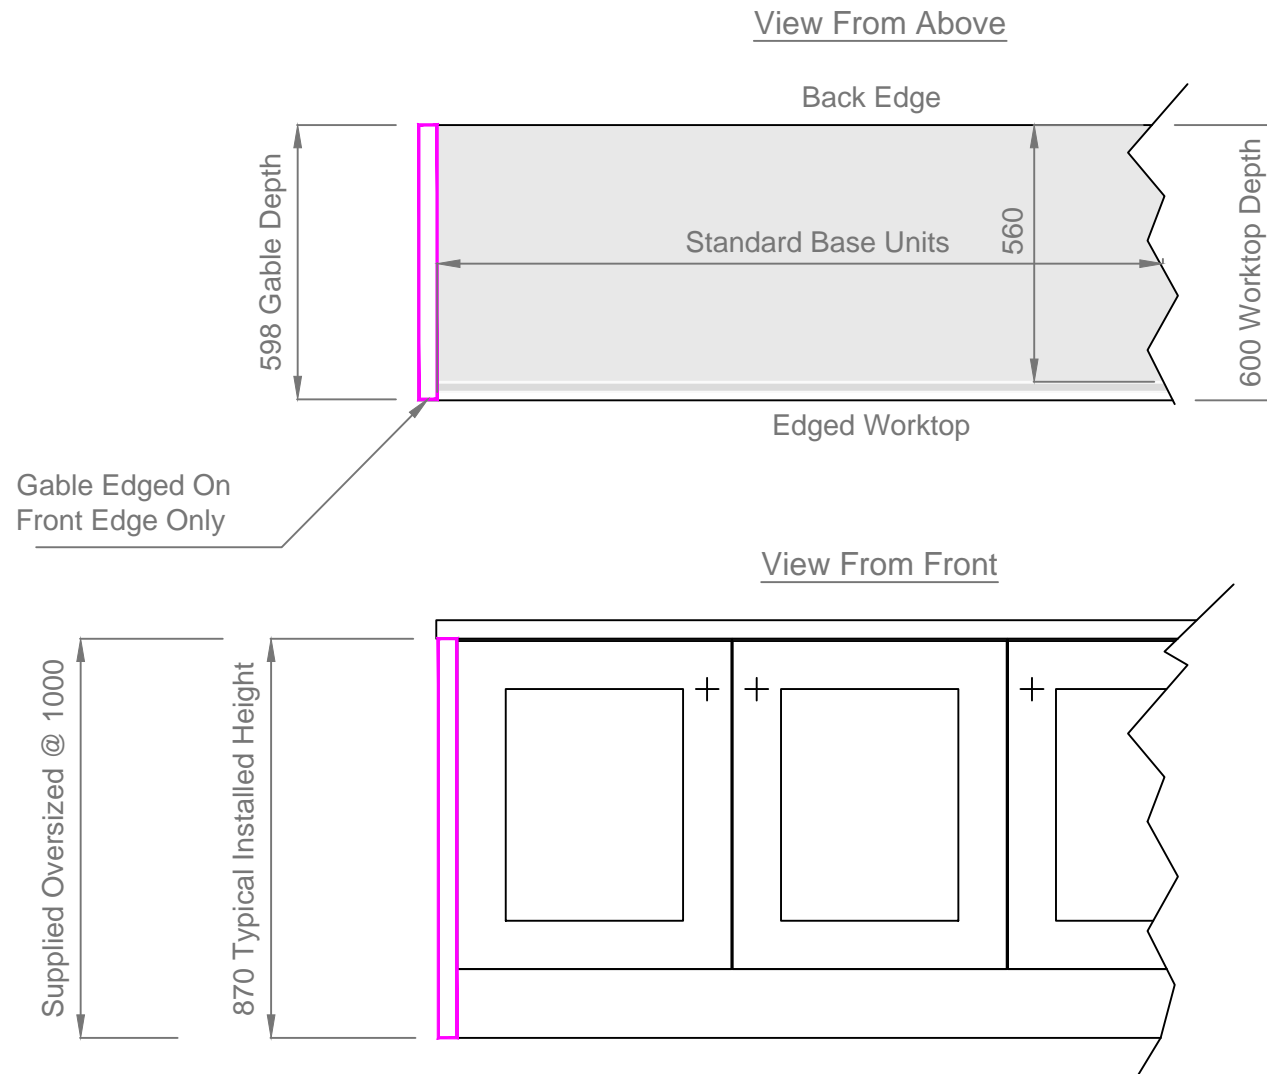 View From Above
Back Edge
598 Gable Depth
Standard Base Units
560
600 Worktop Depth
Edged Worktop
Gable Edged On
Front Edge Only
View From Front
Supplied Oversized @ 1000
870 Typical Installed Height